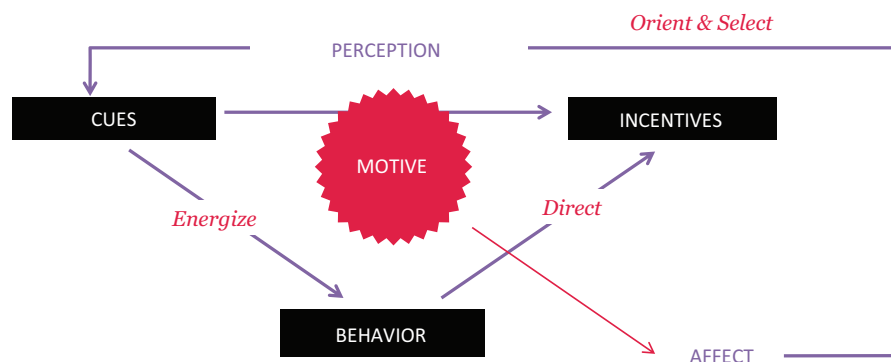 Orient & Select
PERCEPTION
CUES
INCENTIVES
MOTIVE
Energize
Direct
BEHAVIOR
AFFECT